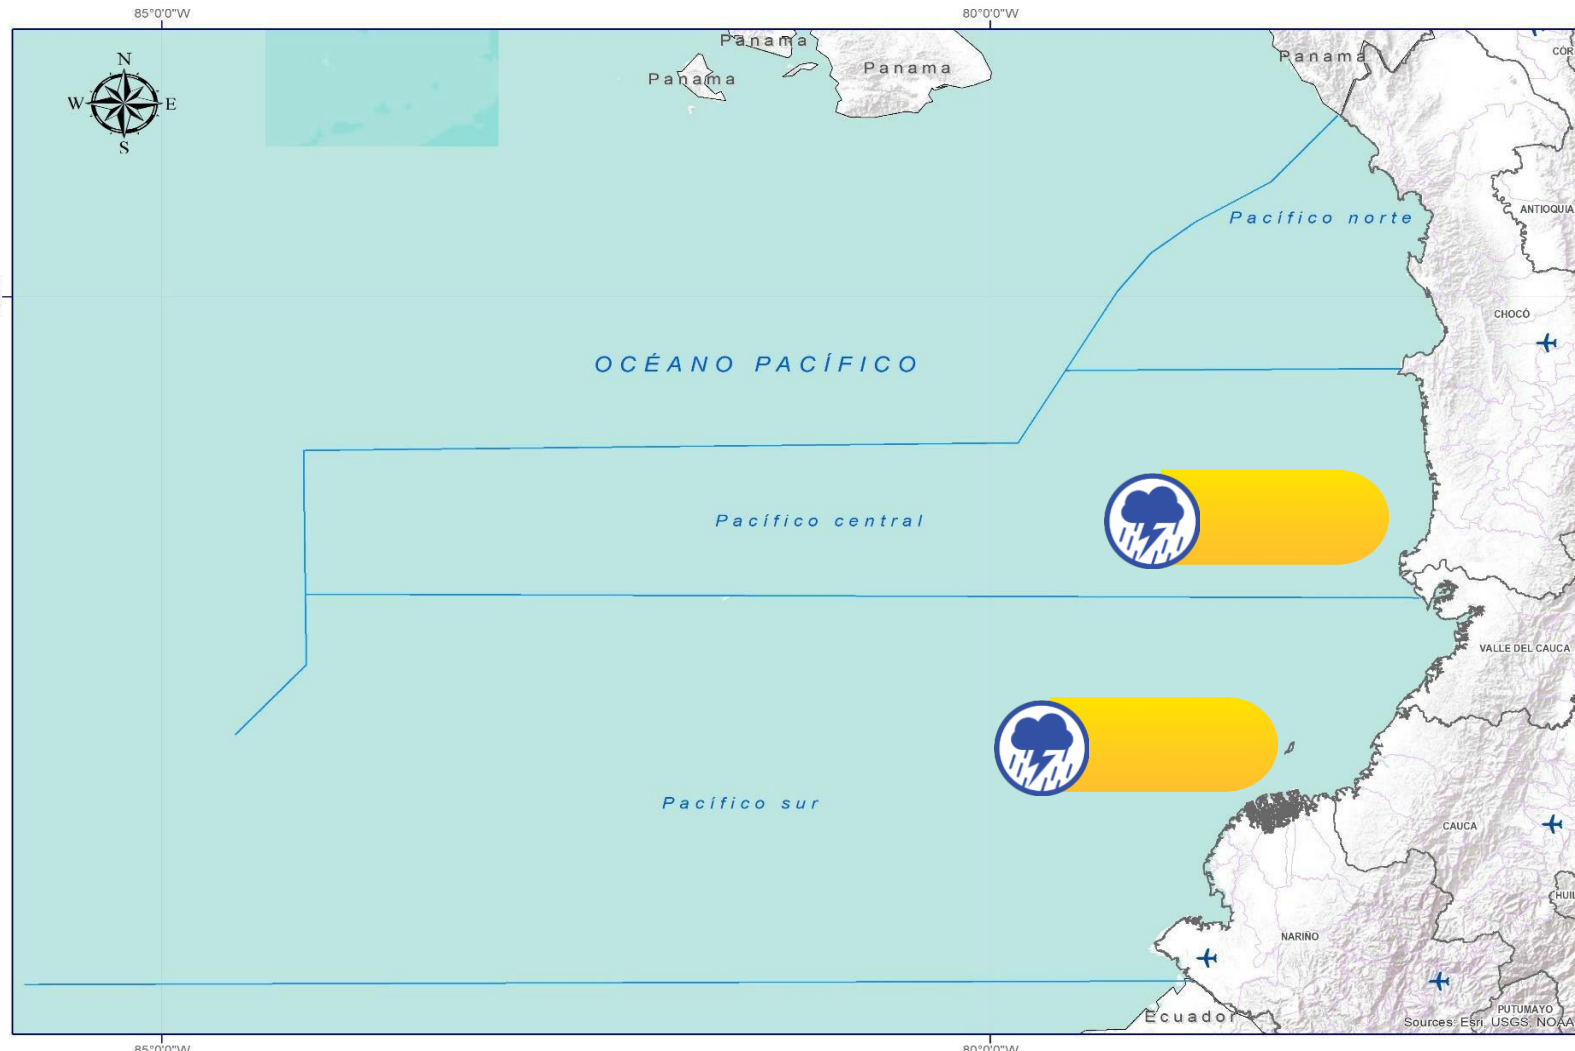 85°0'0"W
80°0'0"W
N
W
E
S
Panama
Panama
Panama
Panama
CÓR
ANTIOQUIA
Pacífico norte
CHOCÓ
OCÉANO PACÍFICO
Pacífico central
VALLE DEL CAUCA
Pacífico sur
CAUCA
HUIL
NARIÑO
PUTUMAYO
Ecuador
Sources: Esri, USGS, NOAA
85°0'0"W
80°0'0"W